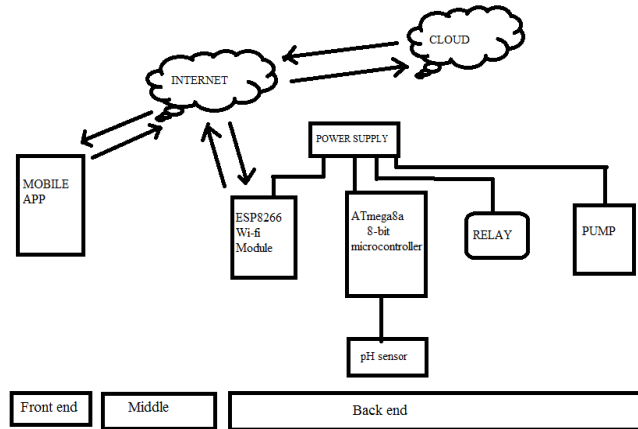 CLOUD
INTERNET
POWER SUPPLY
MOBILE
APP
ESP8266
Wi-fi
Module
ATmega8a
8-bit
microcontroller
RELAY
PUMP
pH sensor
Front end
Middle
Back end